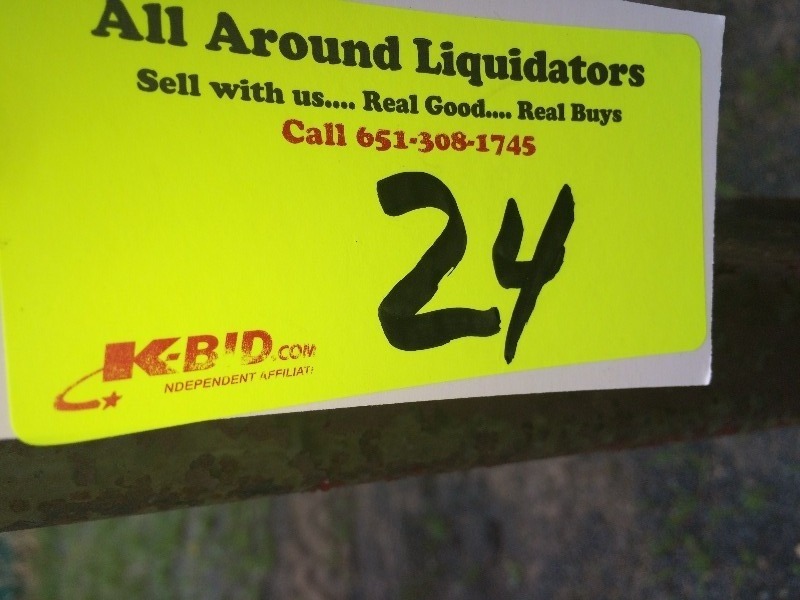 All Around Liquidators
Sell with us.... Real Good.... Real Buys
Call 651-308-1745
24
K-BID.COM
NDEPENDENT AFFILIAT